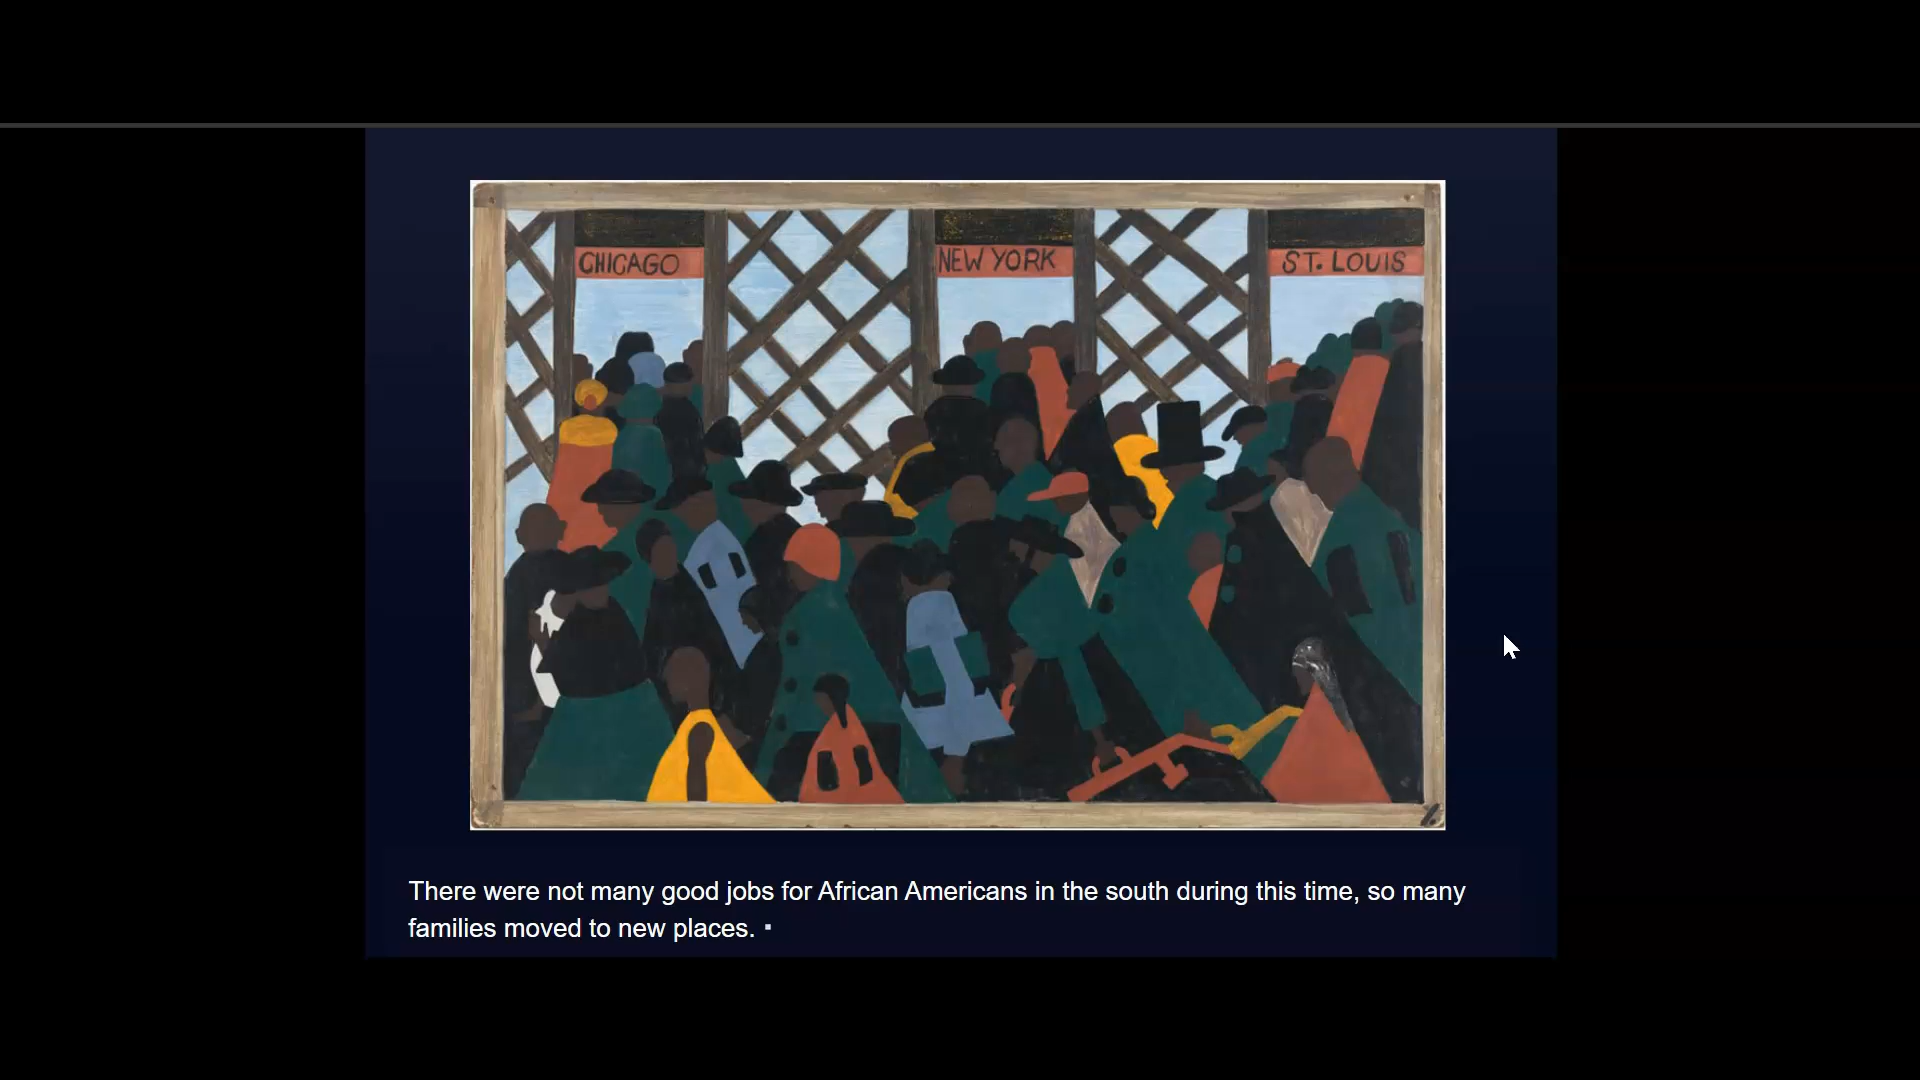 CHICAGO
NEW YORK
ST. LOUIS
There were not many good jobs for African Americans in the south during this time, so many
families moved to new places.